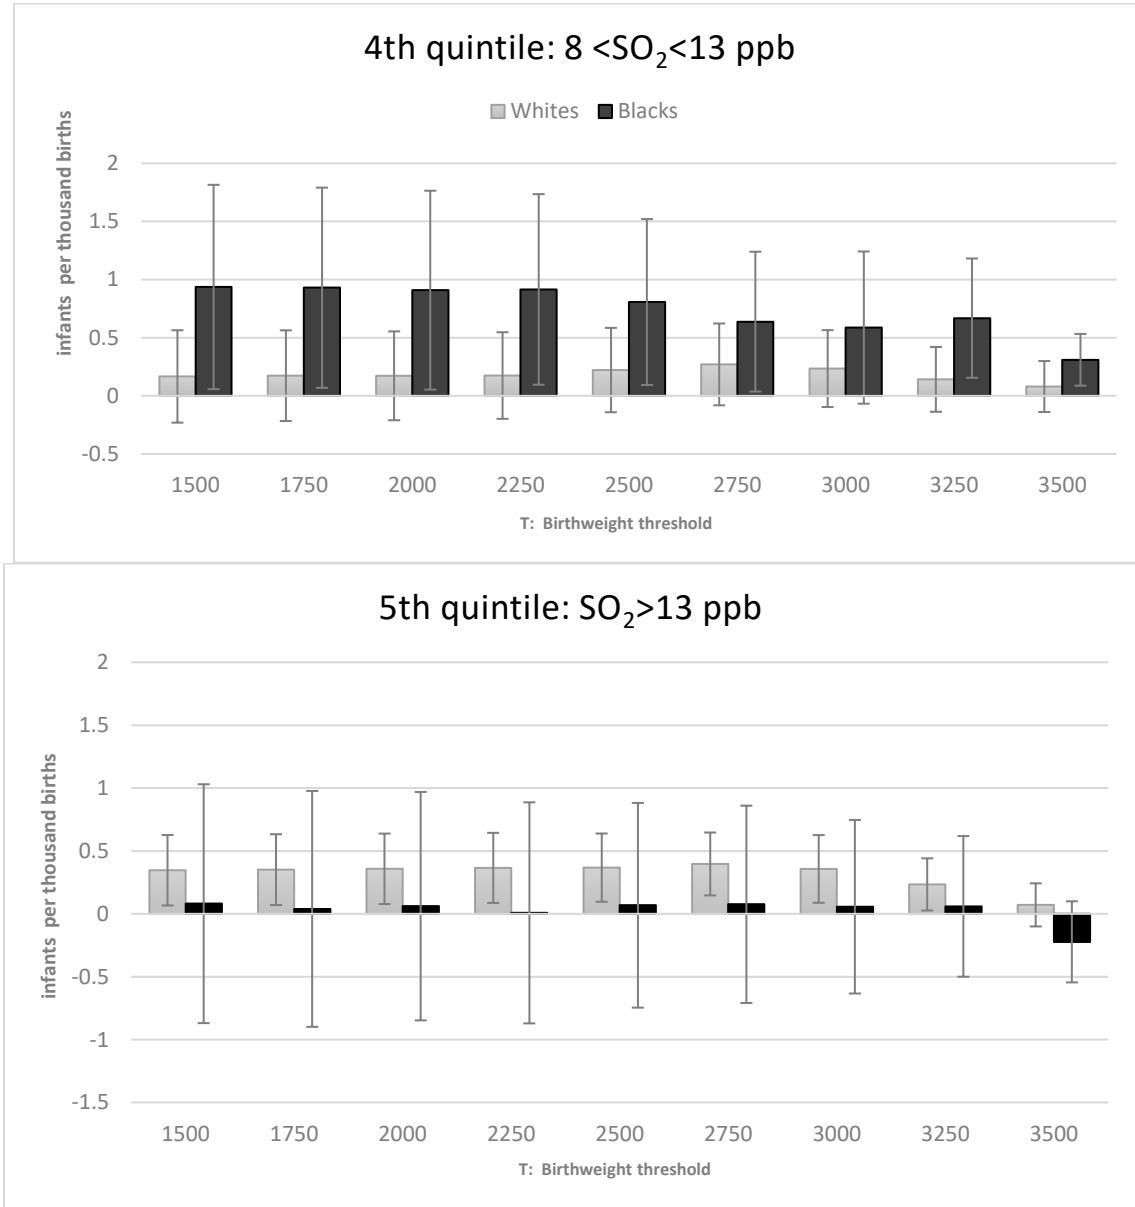 4th quintile: 8 <SO₂<13 ppb
Whites Blacks
infants per thousand births
2
1.5
1
0.5
0
-0.5
1500 1750 2000 2250 2500 2750 3000 3250 3500
T: Birthweight threshold
5th quintile: SO₂>13 ppb
infants per thousand births
2
1.5
1
0.5
0
-0.5
-1
-1.5
1500 1750 2000 2250 2500 2750 3000 3250 3500
T: Birthweight threshold